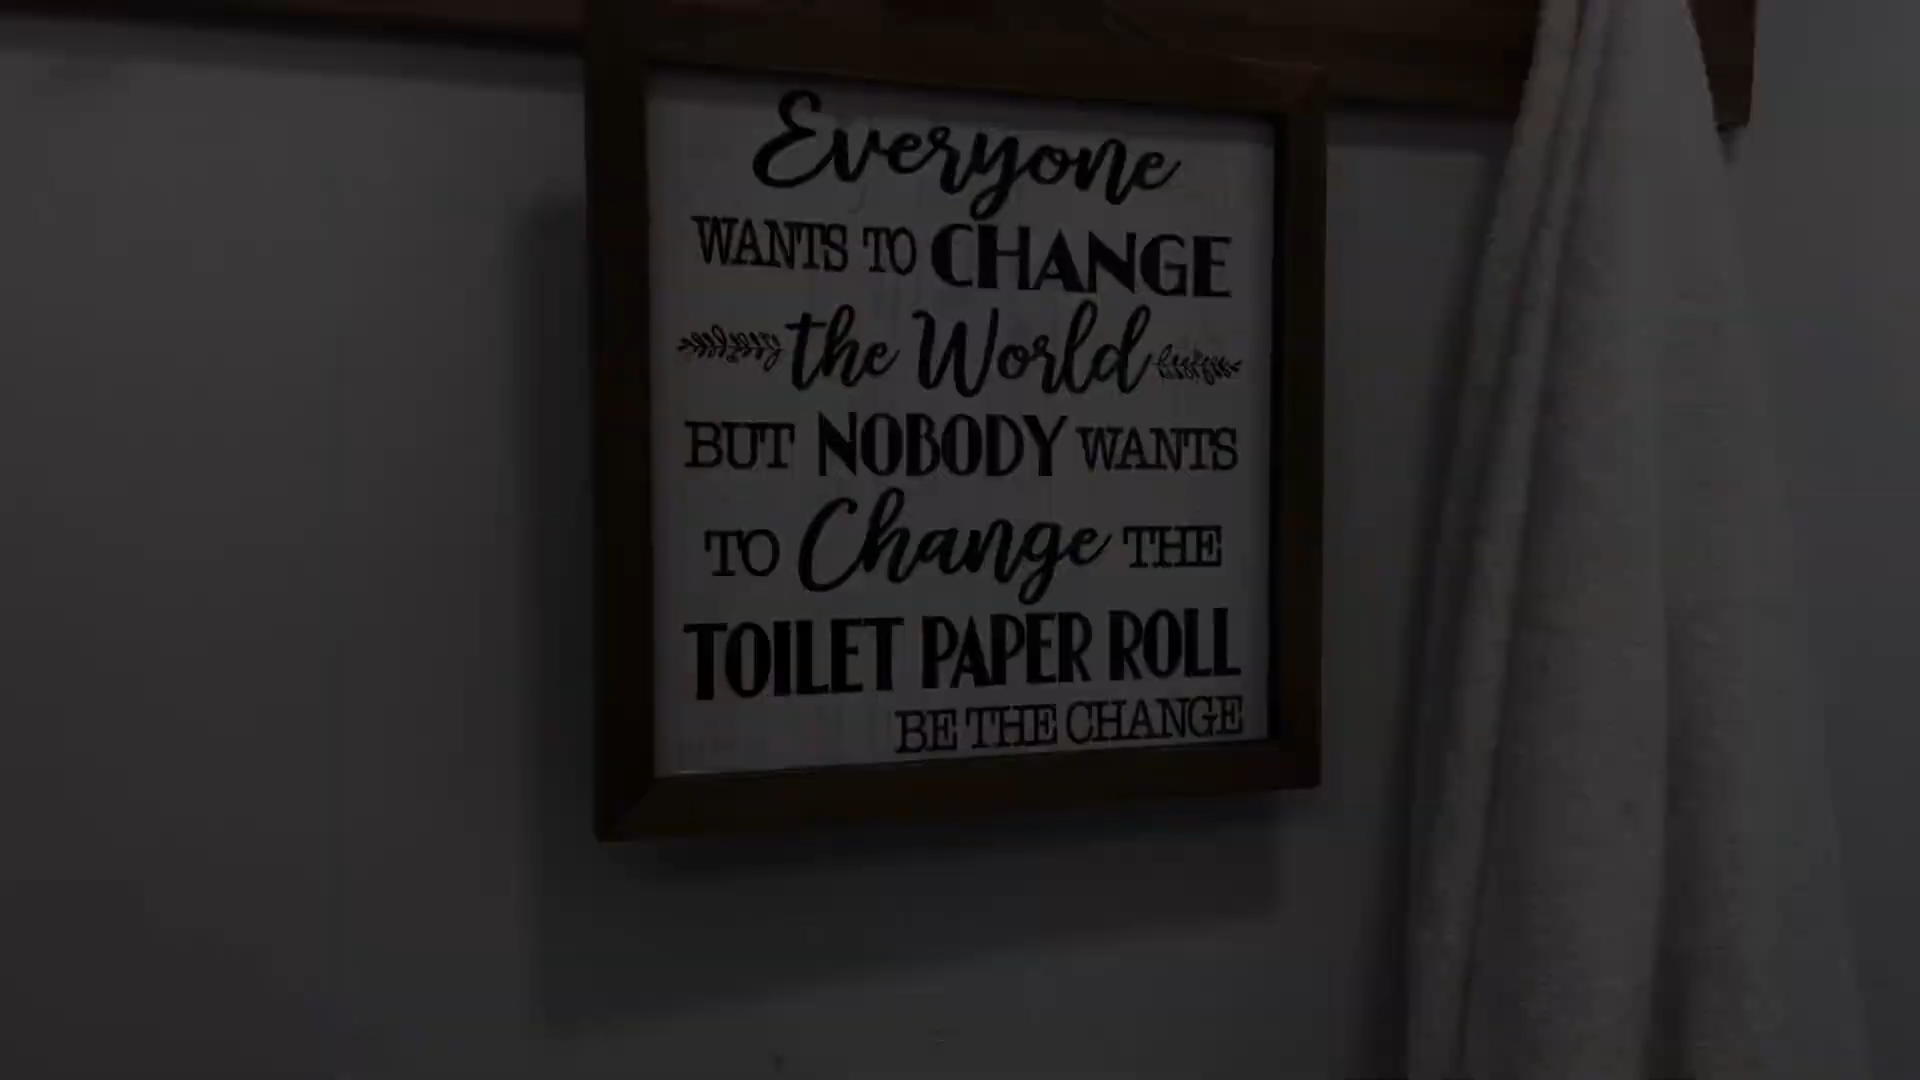 Everyone
WANTS TO CHANGE
the World
BUT NOBODY WANTS
TO Change THE
TOILET PAPER ROLL
BE THE CHANGE